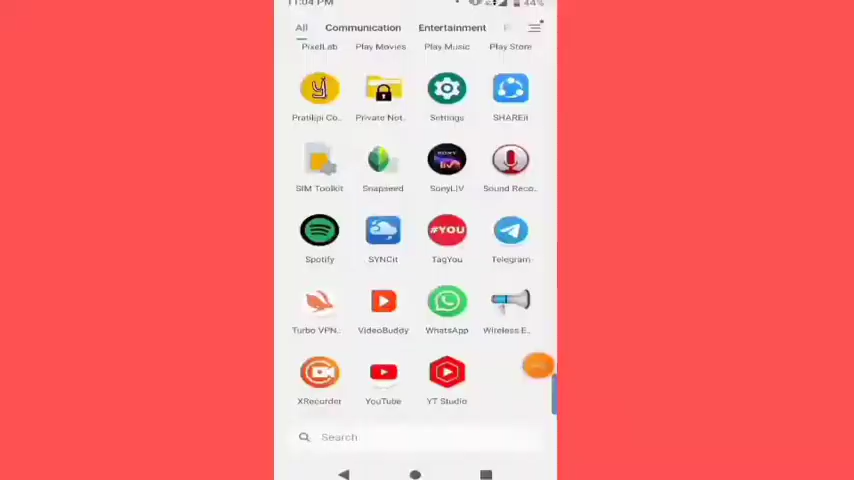 11:04 PM 44%
All Communication Entertainment
PixelLab Play Movies Play Music Play Store
Pratilipi Co... Private Not... Settings SHAREit
SIM Toolkit Snapseed SONY LIV SonyLIV Sound Reco...
Spotify SYNCit #YOU TagYou Telegram
Turbo VPN... VideoBuddy WhatsApp Wireless E...
XRecorder YouTube YT Studio
Search